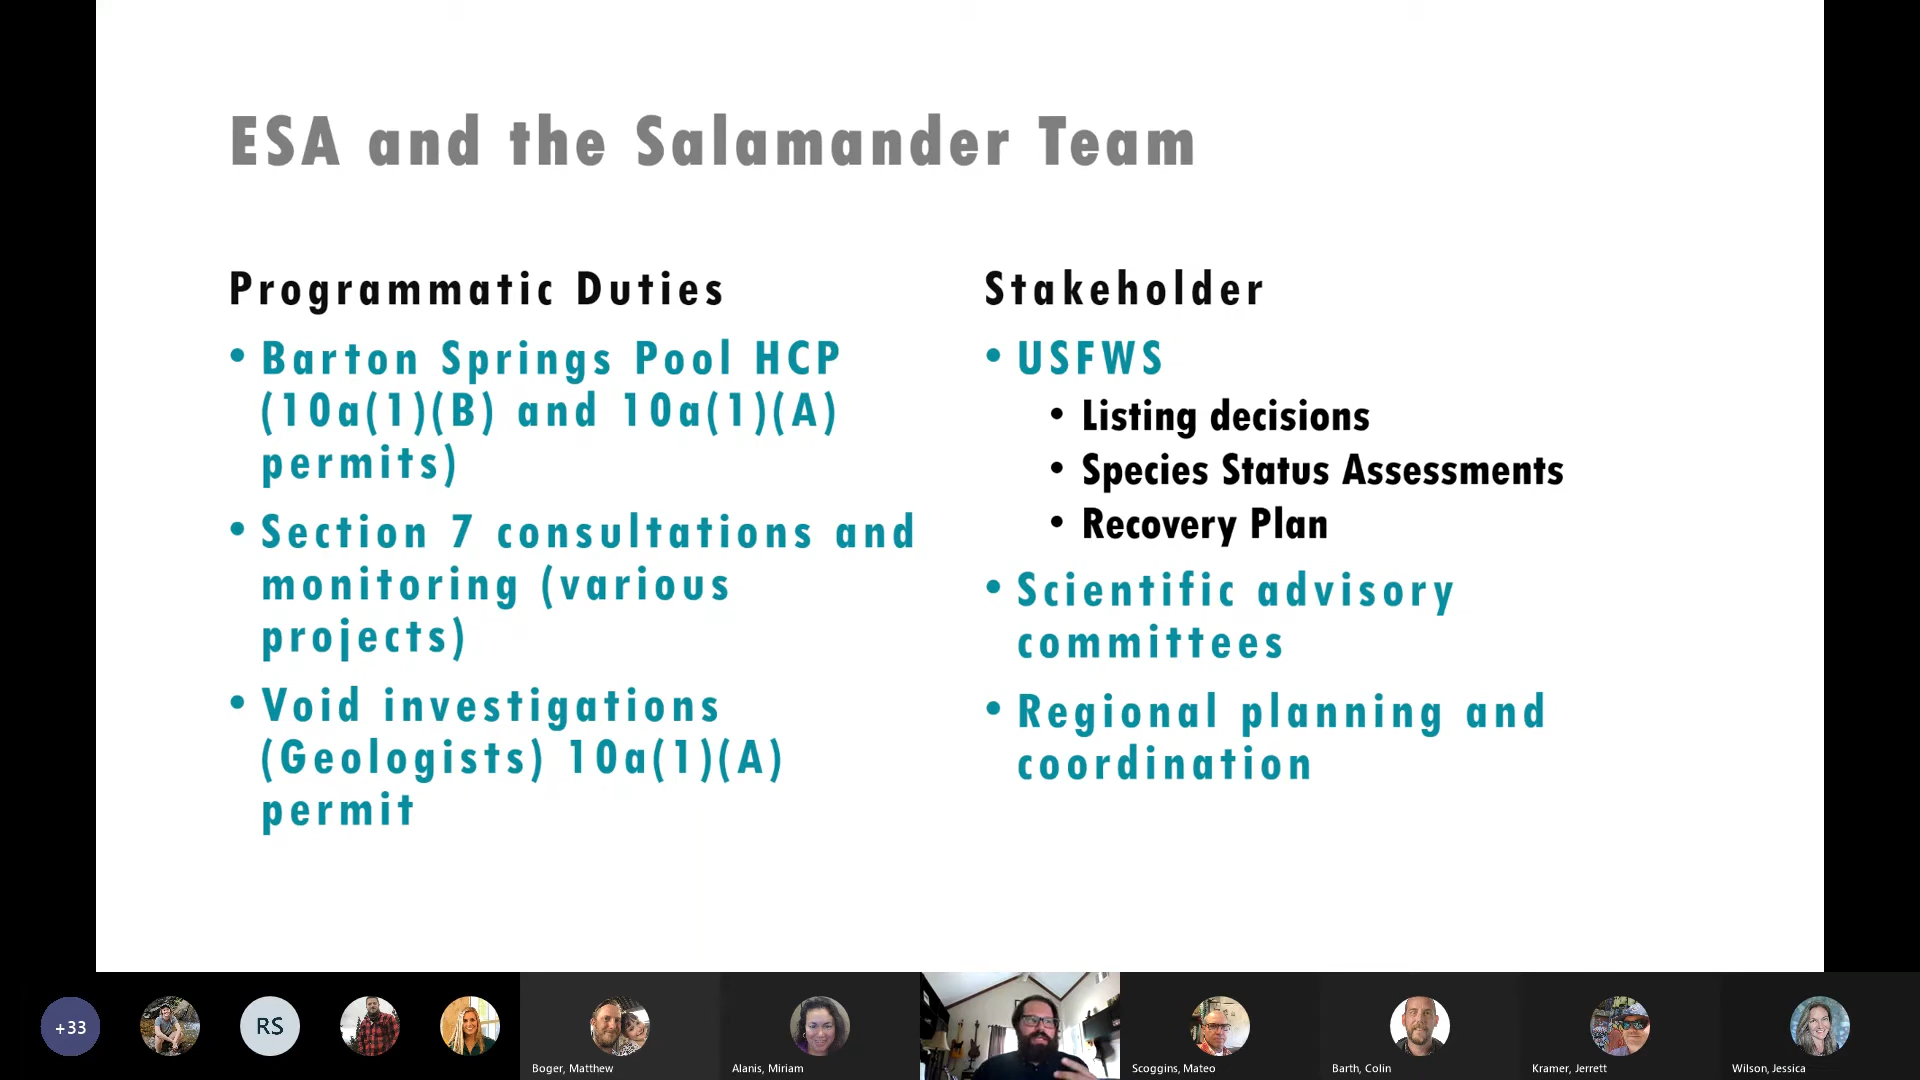 ESA and the Salamander Team
Programmatic Duties
• Barton Springs Pool HCP
(10a(1)(B) and 10a(1)(A)
permits)
• Section 7 consultations and
monitoring (various
projects)
• Void investigations
(Geologists) 10a(1)(A)
permit
Stakeholder
• USFWS
• Listing decisions
• Species Status Assessments
• Recovery Plan
• Scientific advisory
committees
• Regional planning and
coordination
+33
RS
Boger, Matthew
Alanis, Miriam
Scoggins, Mateo
Barth, Colin
Kramer, Jerrett
Wilson, Jessica